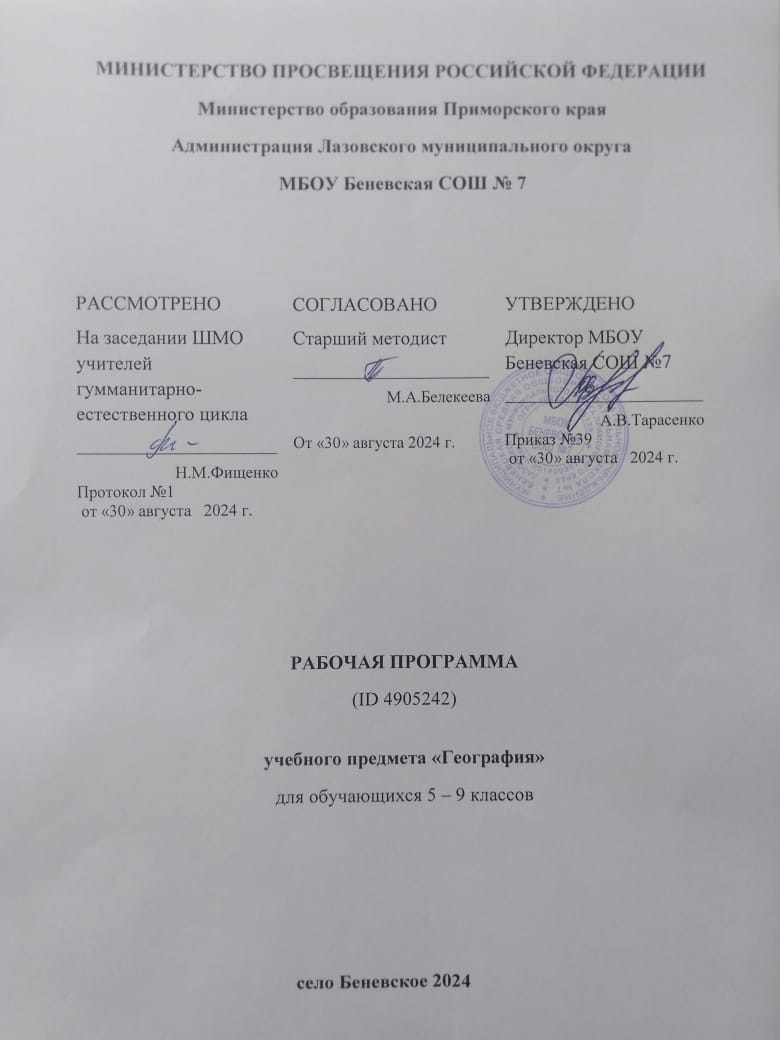 МИНИСТЕРСТВО ПРОСВЕЩЕНИЯ РОССИЙСКОЙ ФЕДЕРАЦИИ
Министерство образования Приморского края
Администрация Лазовского муниципального округа
МБОУ Беневская СОШ № 7
РАССМОТРЕНО
На заседании ШМО
учителей
гумманитарно-
естественного цикла
Н.М.Фищенко
Протокол №1
от «30» августа 2024 г.
СОГЛАСОВАНО
Старший методист
М.А.Белекеева
От «30» августа 2024 г.
УТВЕРЖДЕНО
Директор МБОУ
Беневская СОШ №7
А.В.Тарасенко
Приказ №39
от «30» августа 2024 г.
РАБОЧАЯ ПРОГРАММА
(ID 4905242)
учебного предмета «География»
для обучающихся 5 – 9 классов
село Беневское 2024